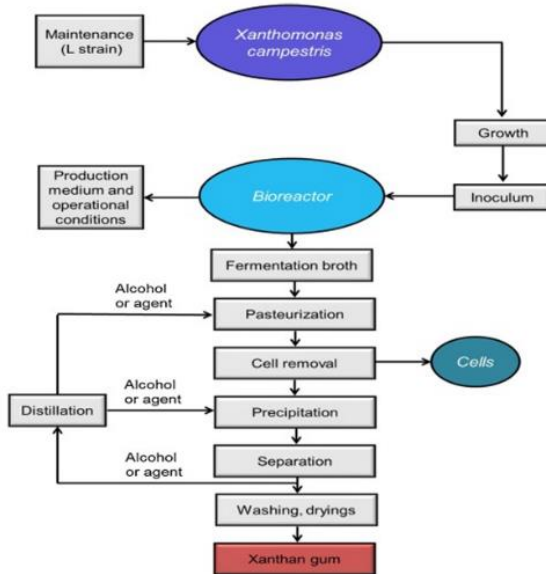 Maintenance
(L strain)
Xanthomonas
campestris
Growth
Inoculum
Bioreactor
Production
medium and
operational
conditions
Fermentation broth
Alcohol
or agent
Pasteurization
Cell removal
Cells
Alcohol
or agent
Distillation
Precipitation
Alcohol
or agent
Separation
Washing, dryings
Xanthan gum